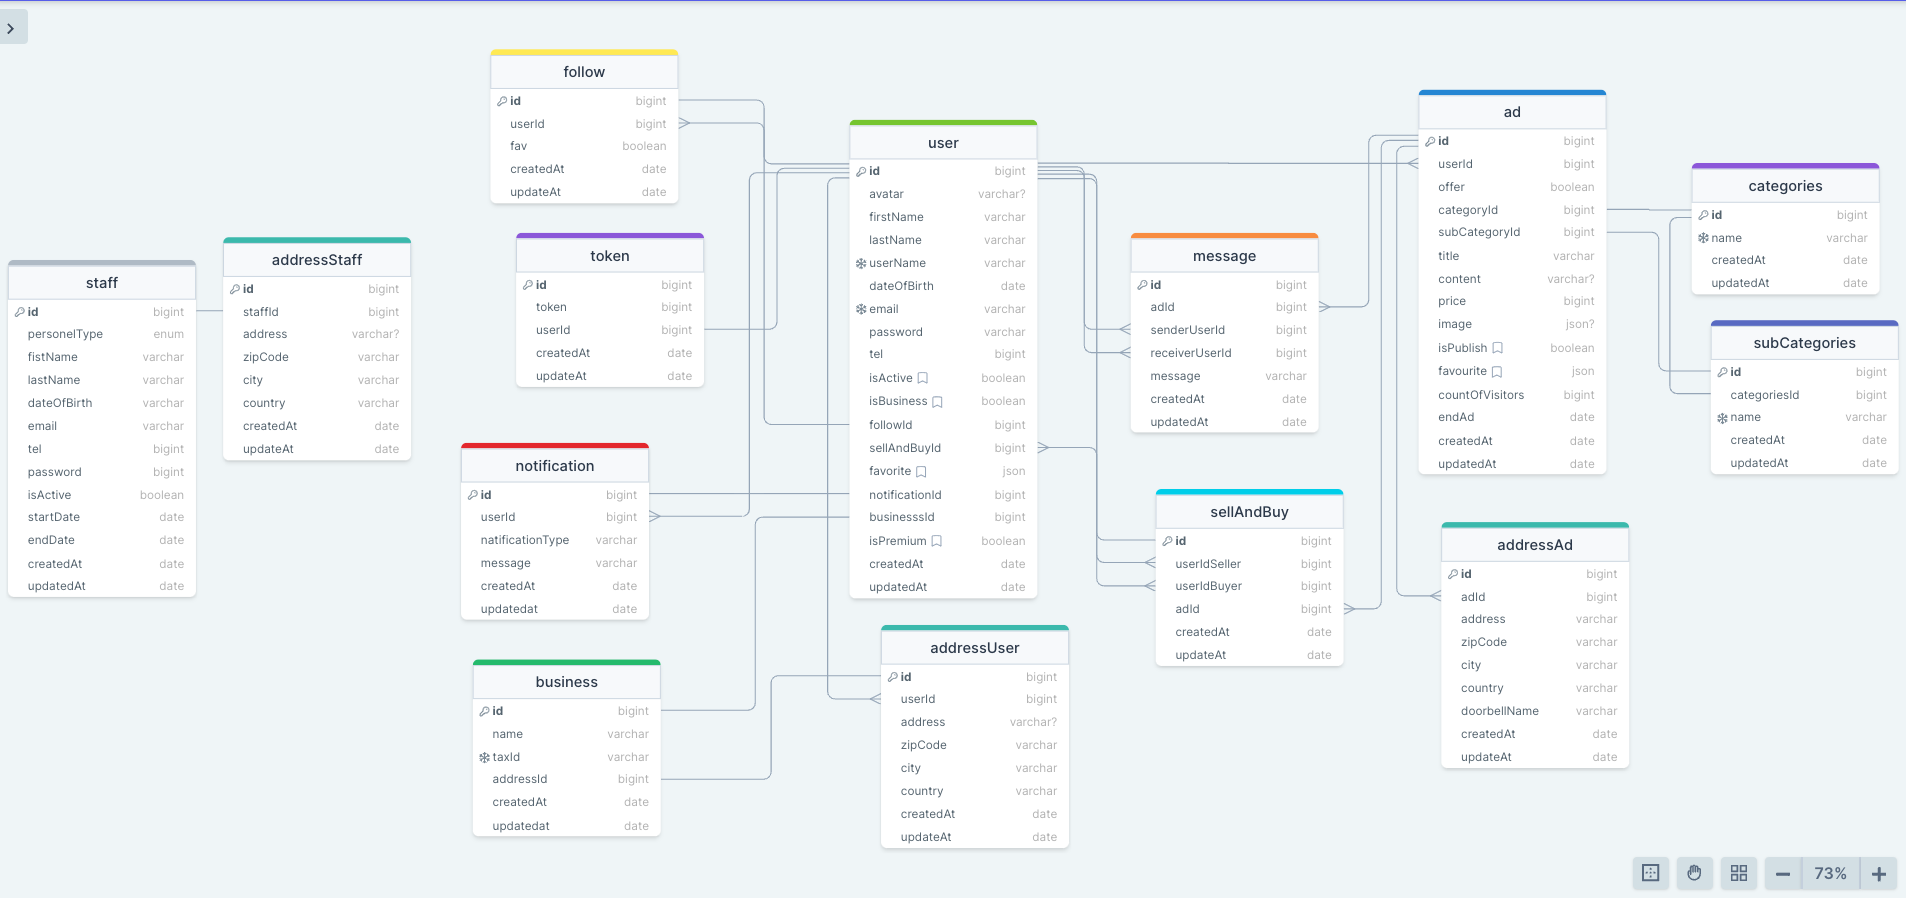 follow
id bigint
userId bigint
fav boolean
createdAt date
updateAt date
user
id bigint
avatar varchar?
firstName varchar
lastName varchar
userName varchar
dateOfBirth date
email varchar
password varchar
tel bigint
isActive boolean
isBusiness boolean
followId bigint
sellAndBuyId bigint
favorite json
notificationId bigint
businesssId bigint
isPremium boolean
createdAt date
updatedAt date
ad
id bigint
userId bigint
offer boolean
categoryId bigint
subCategoryId bigint
title varchar
content varchar?
price bigint
image json?
isPublish boolean
favourite json
countOfVisitors bigint
endAd date
createdAt date
updatedAt date
categories
id bigint
name varchar
createdAt date
updatedAt date
staff
id bigint
personelType enum
fistName varchar
lastName varchar
dateOfBirth varchar
email varchar
tel bigint
password bigint
isActive boolean
startDate date
endDate date
createdAt date
updatedAt date
addressStaff
id bigint
staffId bigint
address varchar?
zipCode varchar
city varchar
country varchar
createdAt date
updateAt date
token
id bigint
token bigint
userId bigint
createdAt date
updateAt date
message
id bigint
adId bigint
senderUserId bigint
receiverUserId bigint
message varchar
createdAt date
updatedAt date
subCategories
id bigint
categoriesId bigint
name varchar
createdAt date
updatedAt date
notification
id bigint
userId bigint
natificationType varchar
message varchar
createdAt date
updatedat date
sellAndBuy
id bigint
userIdSeller bigint
userIdBuyer bigint
adId bigint
createdAt date
updateAt date
addressAd
id bigint
adId bigint
address varchar
zipCode varchar
city varchar
country varchar
doorbellName varchar
createdAt date
updateAt date
business
id bigint
name varchar
taxId varchar
addressId bigint
createdAt date
updatedat date
addressUser
id bigint
userId bigint
address varchar?
zipCode varchar
city varchar
country varchar
createdAt date
updateAt date
73%